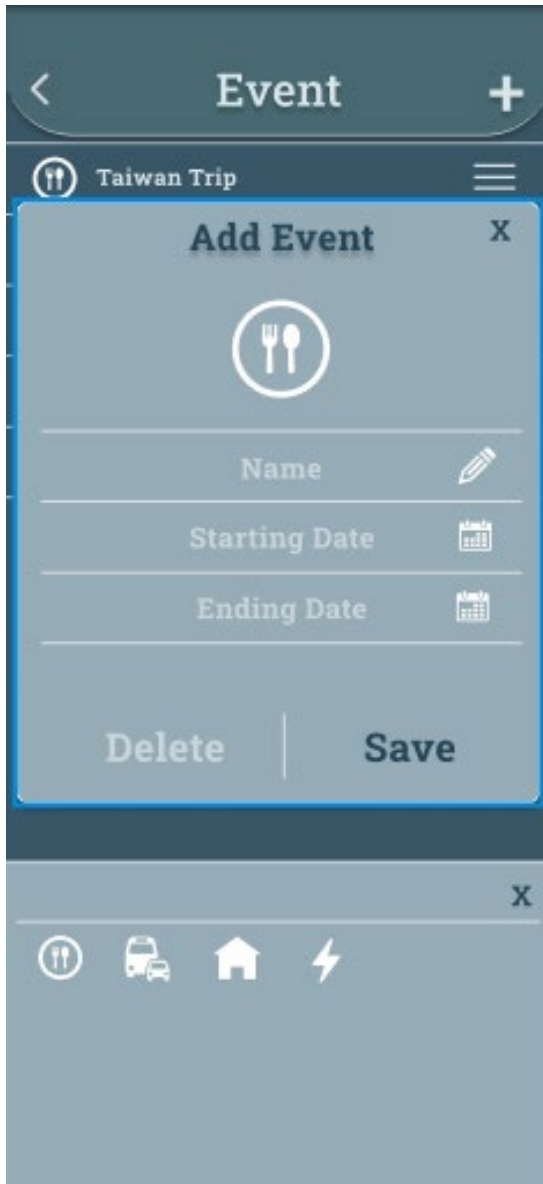 Event
Taiwan Trip
Add Event X
Name
Starting Date
Ending Date
Delete Save
X